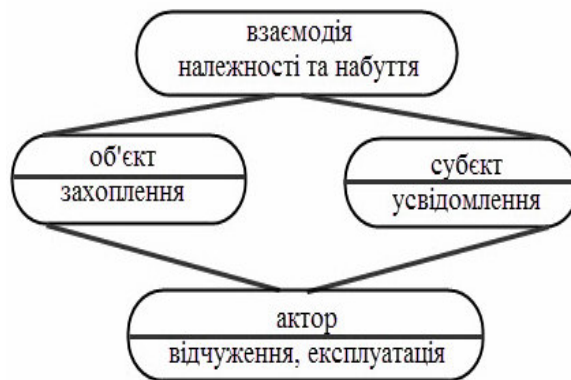 взаємодія
належності та набуття
об'єкт
захоплення
субєкт
усвідомлення
актор
відчуження, експлуатація